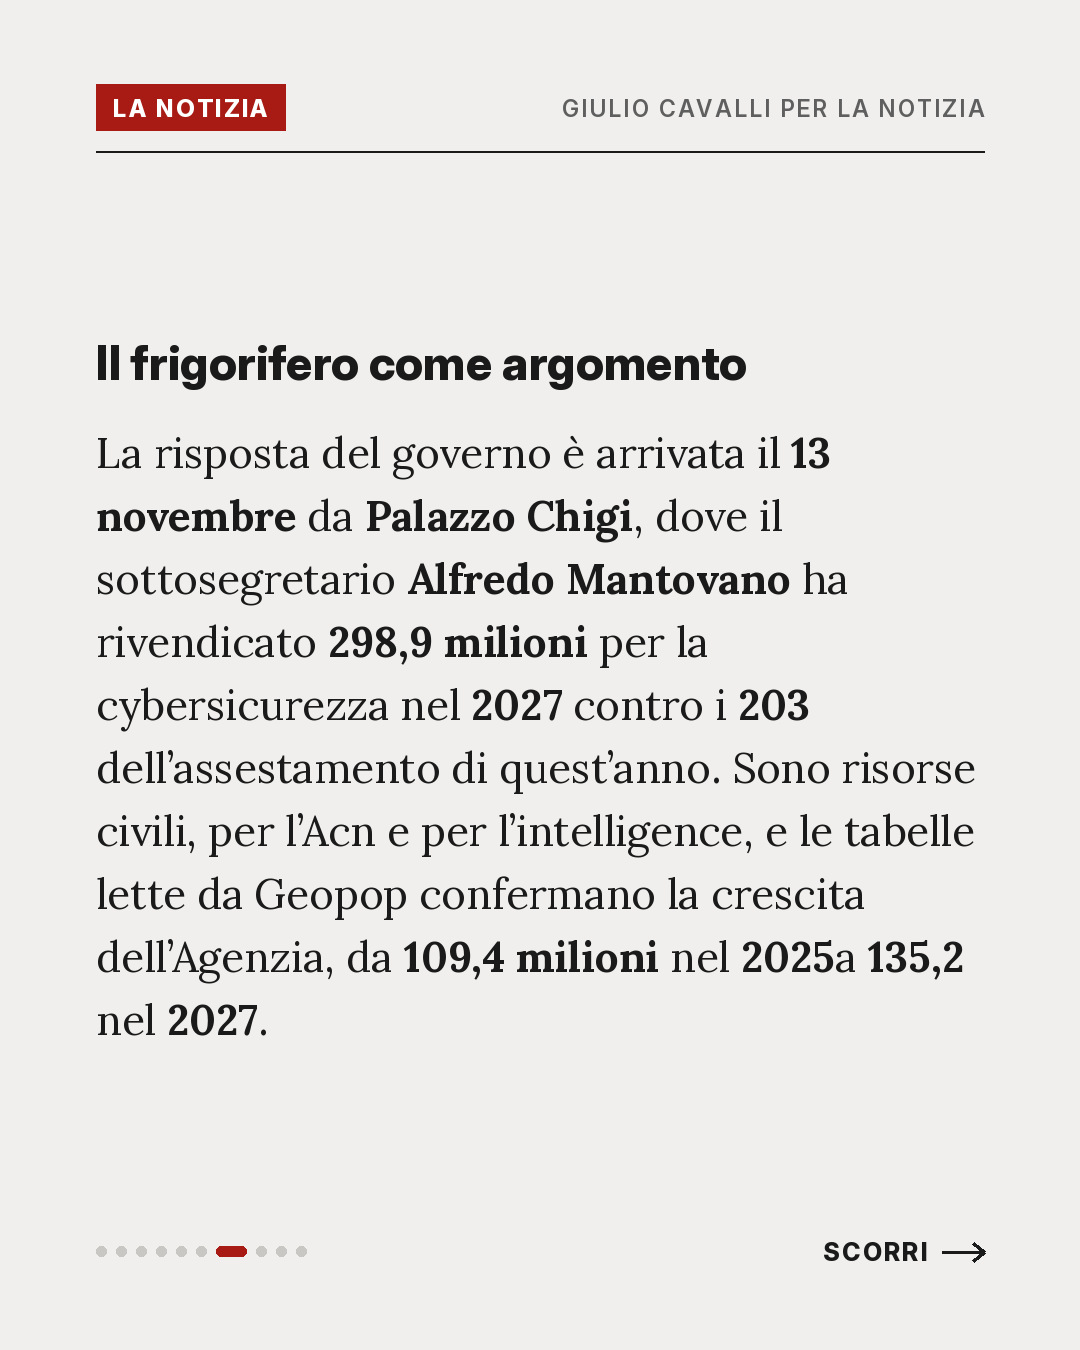 LA NOTIZIA
GIULIO CAVALLI PER LA NOTIZIA
Il frigorifero come argomento
La risposta del governo è arrivata il 13
novembre da Palazzo Chigi, dove il
sottosegretario Alfredo Mantovano ha
rivendicato 298,9 milioni per la
cybersicurezza nel 2027 contro i 203
dell’assestamento di quest’anno. Sono risorse
civili, per l’Acn e per l’intelligence, e le tabelle
lette da Geopop confermano la crescita
dell’Agenzia, da 109,4 milioni nel 2025a 135,2
nel 2027.
SCORRI